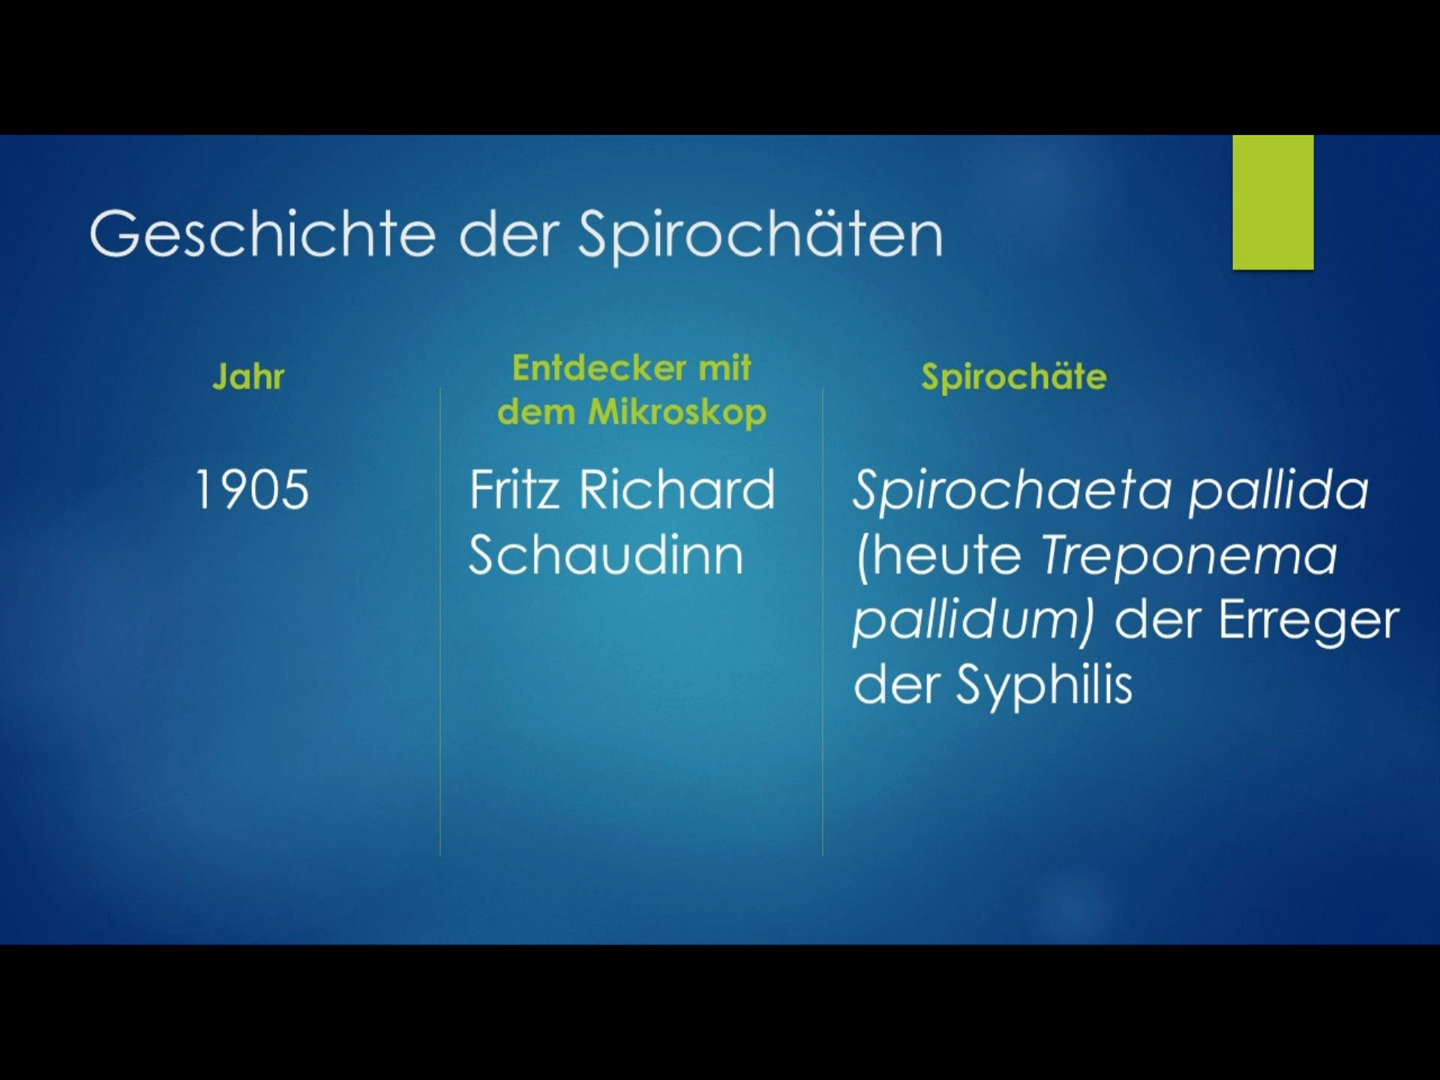 Geschichte der Spirochäten
Jahr
1905
Entdecker mit
dem Mikroskop
Fritz Richard
Schaudinn
Spirochäte
Spirochaeta pallida
(heute Treponema
pallidum) der Erreger
der Syphilis